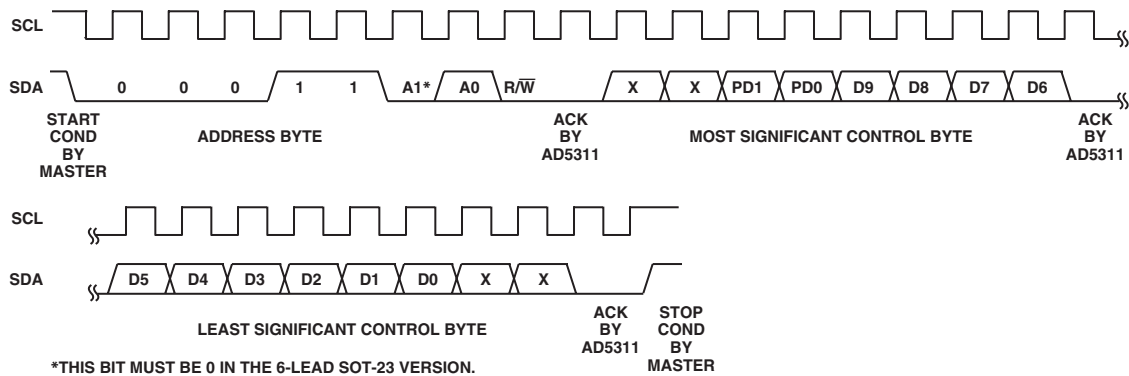 SCL
SDA 0 0 0 1 1 A1* A0 R/W̅ X X PD1 PD0 D9 D8 D7 D6
START COND BY MASTER
ADDRESS BYTE
ACK BY AD5311
MOST SIGNIFICANT CONTROL BYTE
ACK BY AD5311
SCL
SDA D5 D4 D3 D2 D1 D0 X X
LEAST SIGNIFICANT CONTROL BYTE
ACK BY AD5311
STOP COND BY MASTER
*THIS BIT MUST BE 0 IN THE 6-LEAD SOT-23 VERSION.